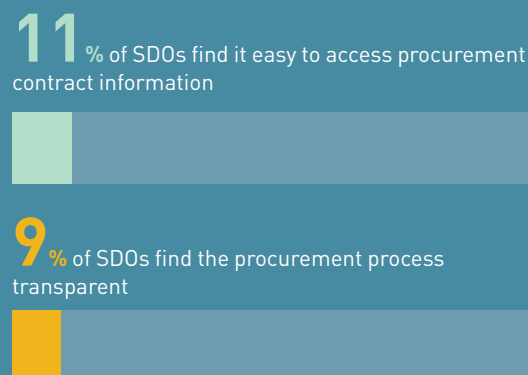 11% of SDOs find it easy to access procurement
contract information
9% of SDOs find the procurement process
transparent